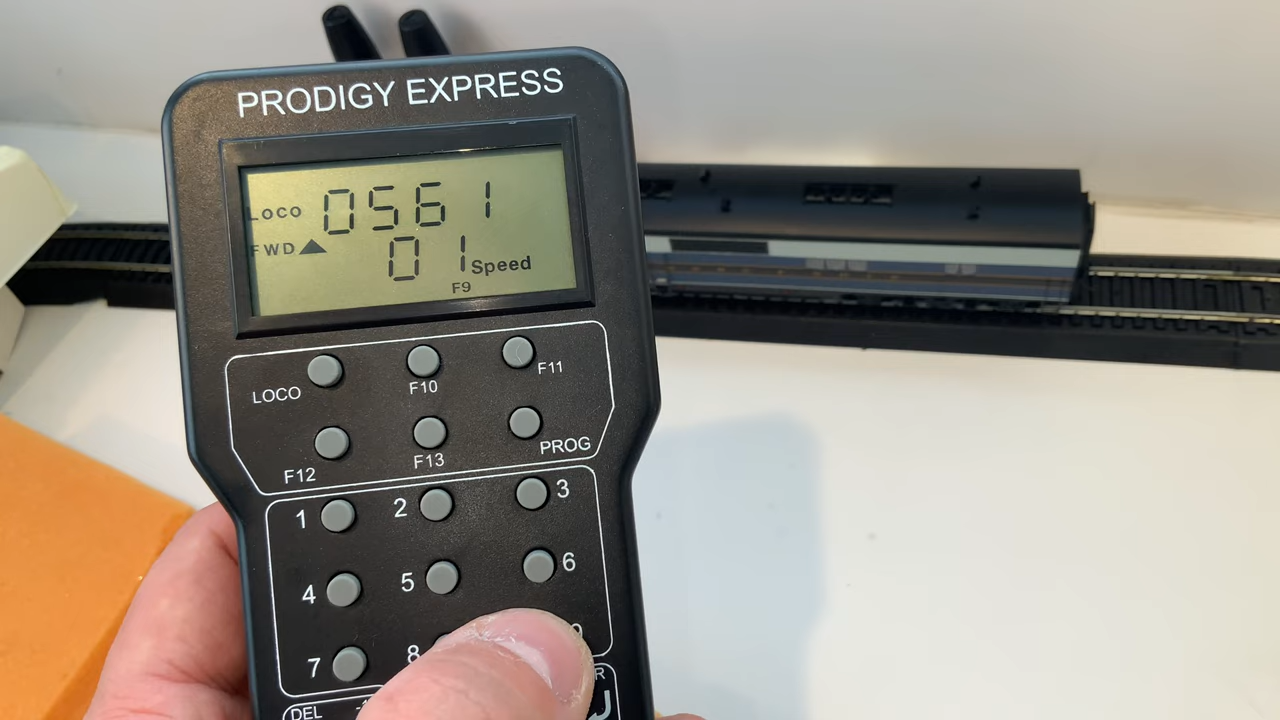 PRODIGY EXPRESS
Loco 0561
FWD 01 Speed
F9
LOCO F10 F11
F12 F13 PROG
1 2 3
4 5 6
7 8 9
DEL